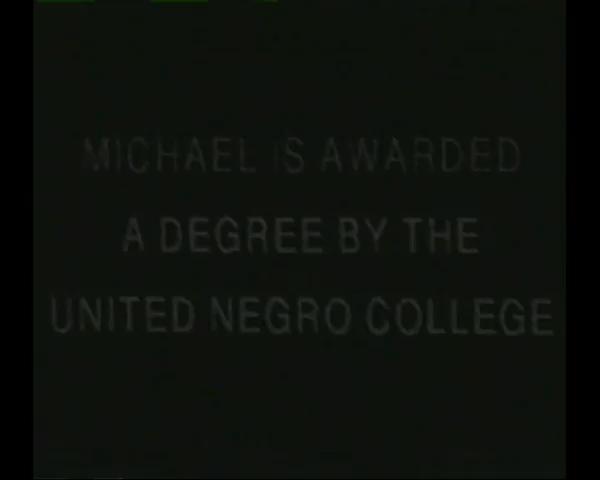 MICHAEL IS AWARDED
A DEGREE BY THE
UNITED NEGRO COLLEGE